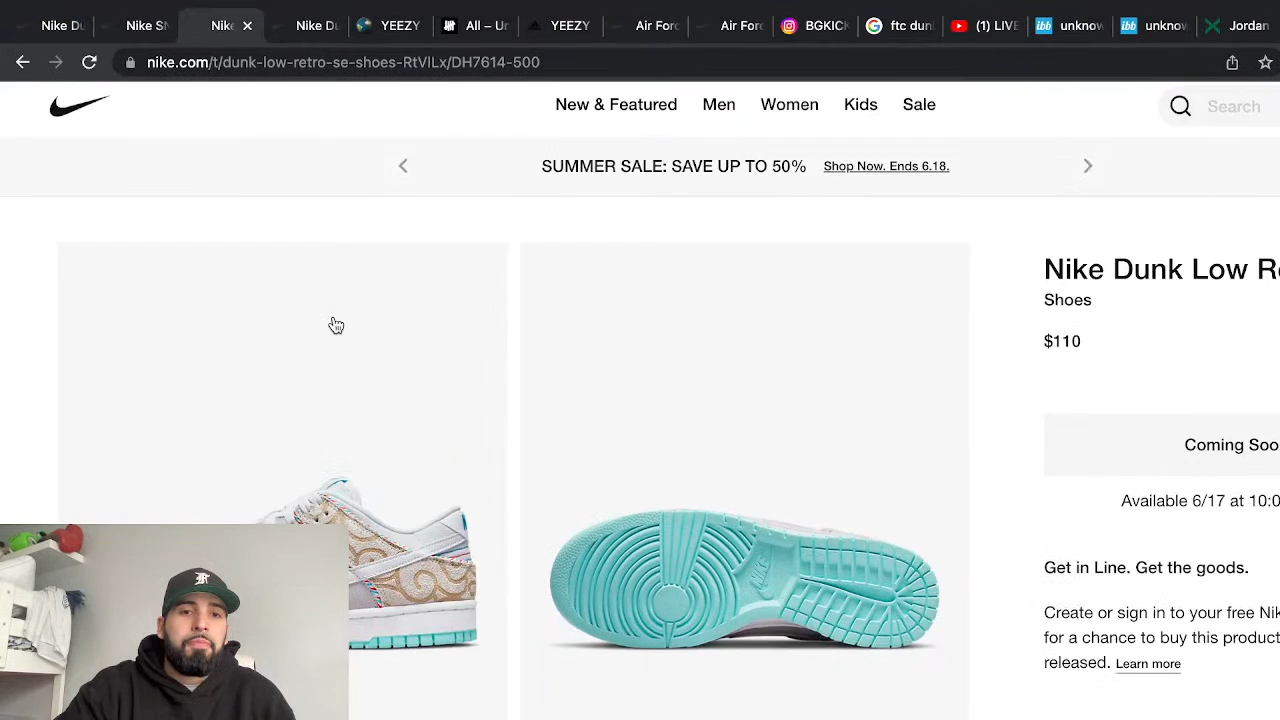 Nike Du
Nike SN
Nike
Nike Du
YEEZY
All – Un
YEEZY
Air Forc
Air Forc
BGKICK
ftc dun
(1) LIVE
unknow
unknow
Jordan
nike.com/t/dunk-low-retro-se-shoes-RtVlLx/DH7614-500
New & Featured Men Women Kids Sale
Search
SUMMER SALE: SAVE UP TO 50% Shop Now. Ends 6.18.
Nike Dunk Low Re
Shoes
$110
Coming Soo
Available 6/17 at 10:0
Get in Line. Get the goods.
Create or sign in to your free Nik
for a chance to buy this product
released. Learn more